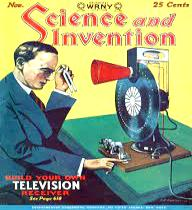 WRNY
Nov.
25 Cents
Science and
Invention
BUILD YOUR OWN
TELEVISION
RECEIVER
See Page 618